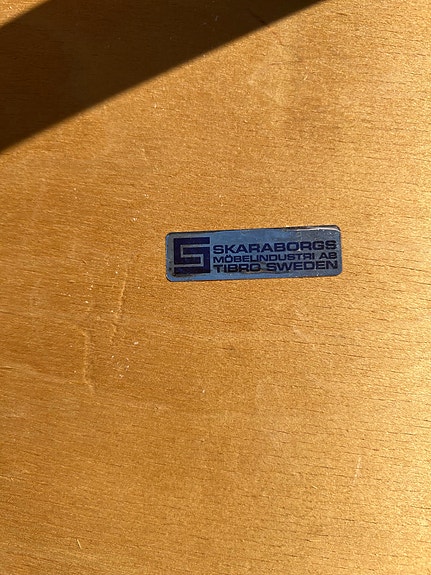 SKARABORGS
MÖBELINDUSTRI AB
TIBRO SWEDEN